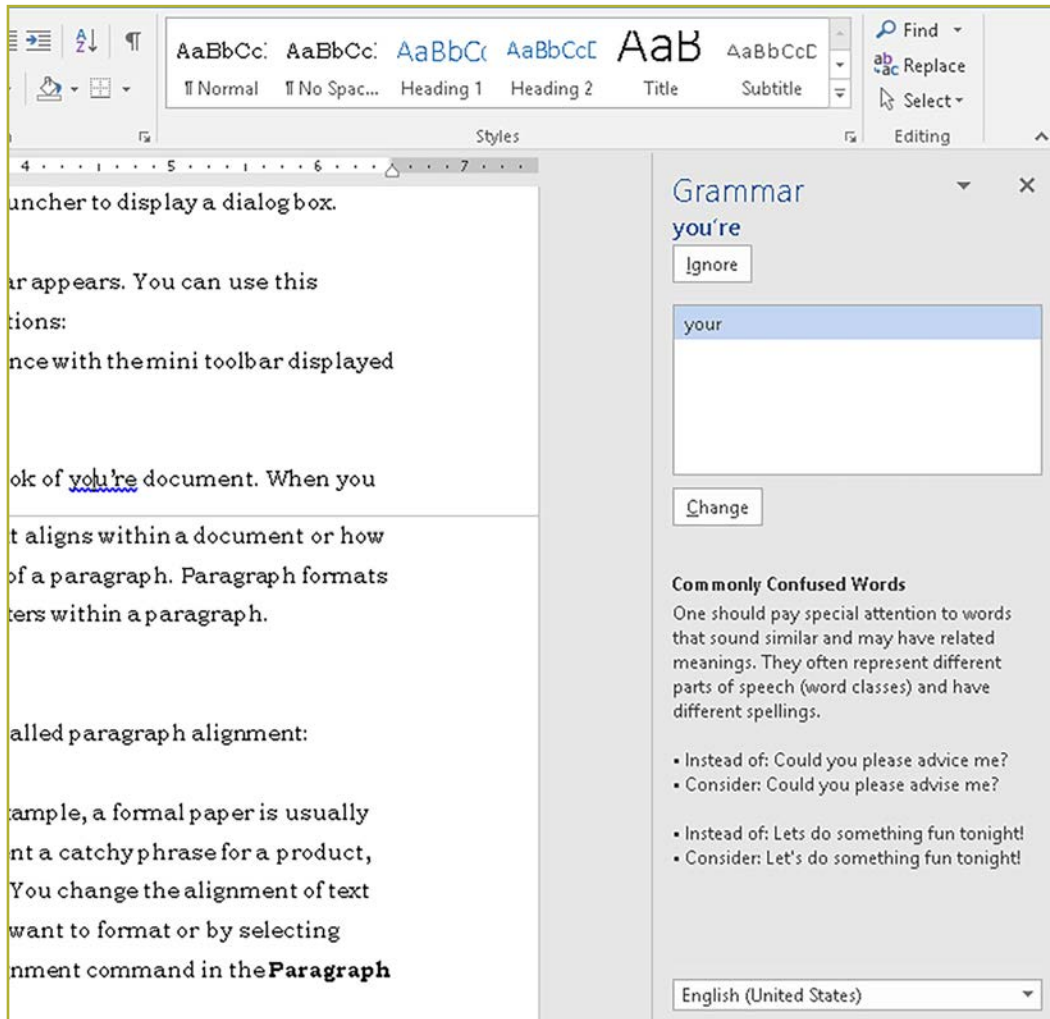 AaBbCc: AaBbCc: AaBbC( AaBbCcD AaB AaBbCcD
¶ Normal ¶ No Spac... Heading 1 Heading 2 Title Subtitle
Styles
Find
Replace
Select
Editing
4 5 6 7
uncher to display a dialog box.
ar appears. You can use this
tions:
nce with the mini toolbar displayed
ok of you're document. When you
t aligns within a document or how
of a paragraph. Paragraph formats
ters within a paragraph.
alled paragraph alignment:
ample, a formal paper is usually
nt a catchy phrase for a product,
You change the alignment of text
want to format or by selecting
nment command in the Paragraph
Grammar
you're
Ignore
your
Change
Commonly Confused Words
One should pay special attention to words
that sound similar and may have related
meanings. They often represent different
parts of speech (word classes) and have
different spellings.
▪ Instead of: Could you please advice me?
▪ Consider: Could you please advise me?
▪ Instead of: Lets do something fun tonight!
▪ Consider: Let's do something fun tonight!
English (United States)